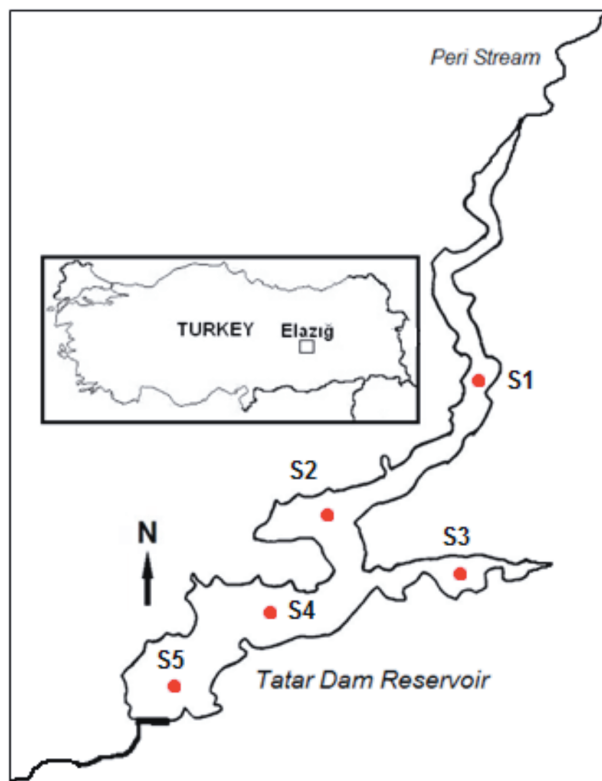 Peri Stream
TURKEY
Elazığ
S1
S2
S3
N
S4
S5
Tatar Dam Reservoir